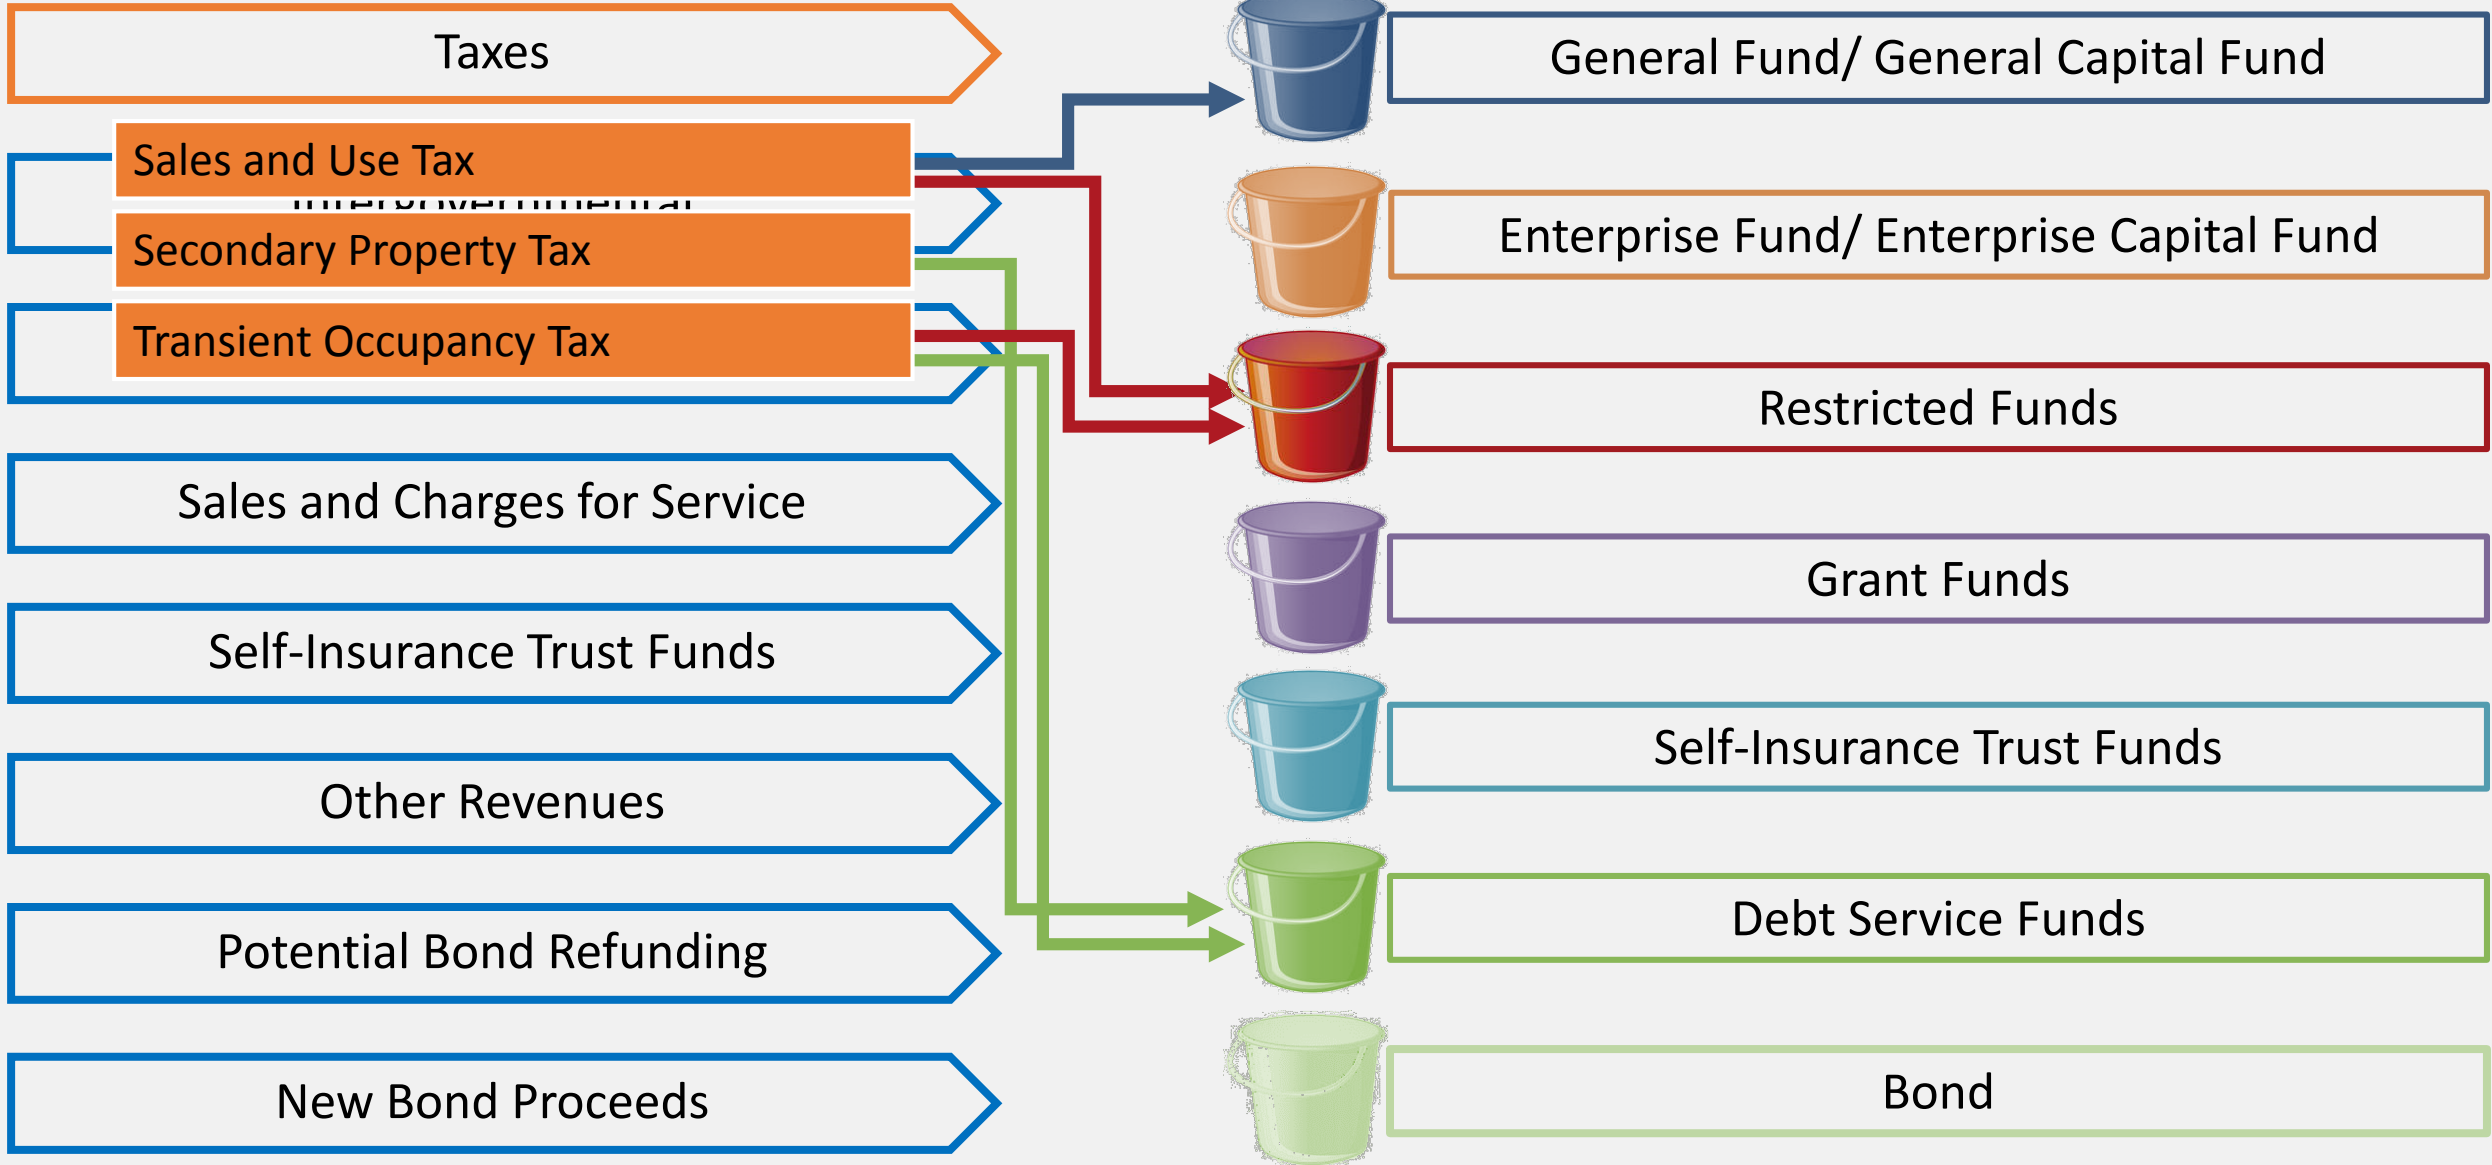 Taxes
Sales and Use Tax
Intergovernmental
Secondary Property Tax
Transient Occupancy Tax
Sales and Charges for Service
Self-Insurance Trust Funds
Other Revenues
Potential Bond Refunding
New Bond Proceeds
General Fund/ General Capital Fund
Enterprise Fund/ Enterprise Capital Fund
Restricted Funds
Grant Funds
Self-Insurance Trust Funds
Debt Service Funds
Bond